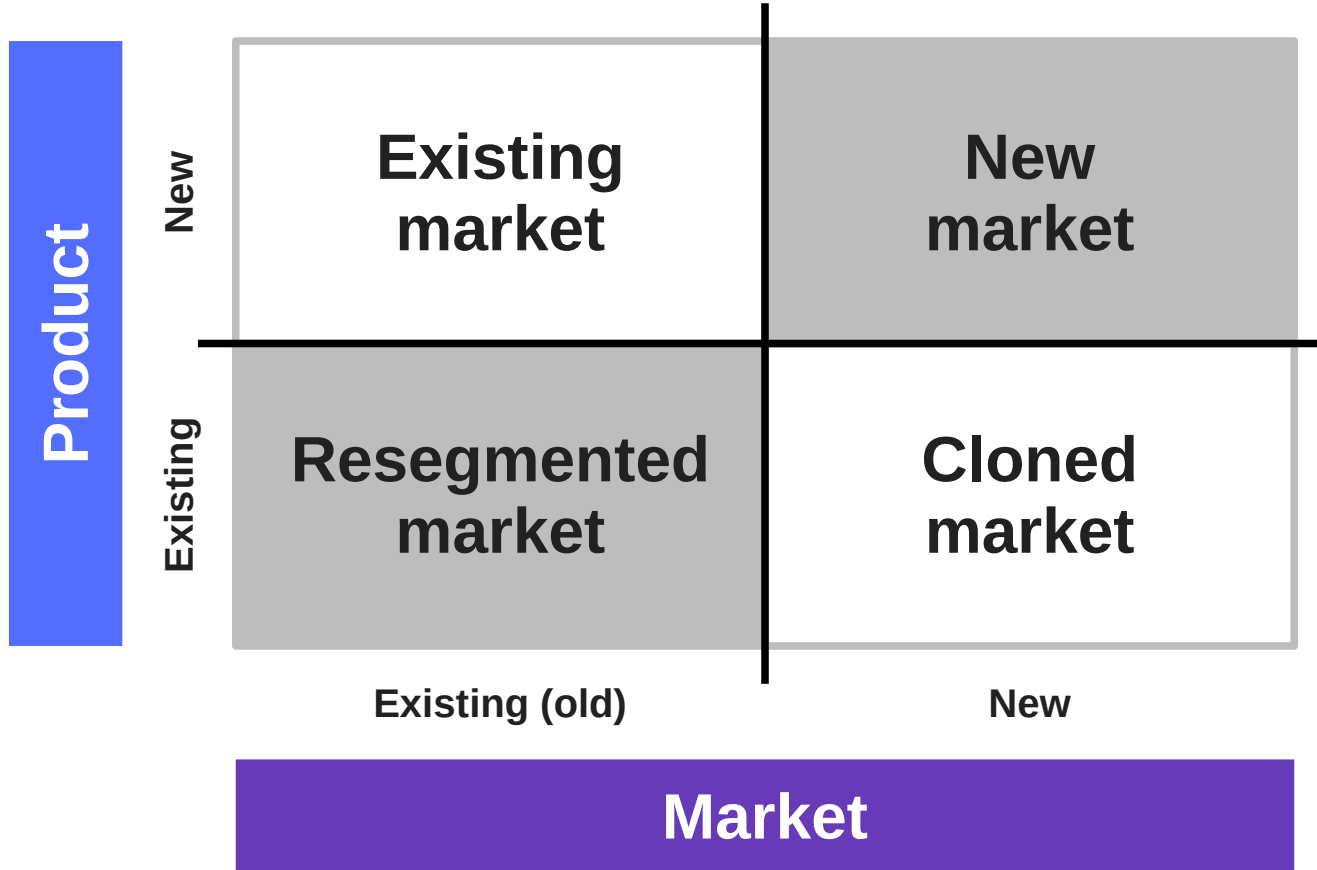 Product
New
Existing
Existing
market
New
market
Resegmented
market
Cloned
market
Existing (old)
New
Market